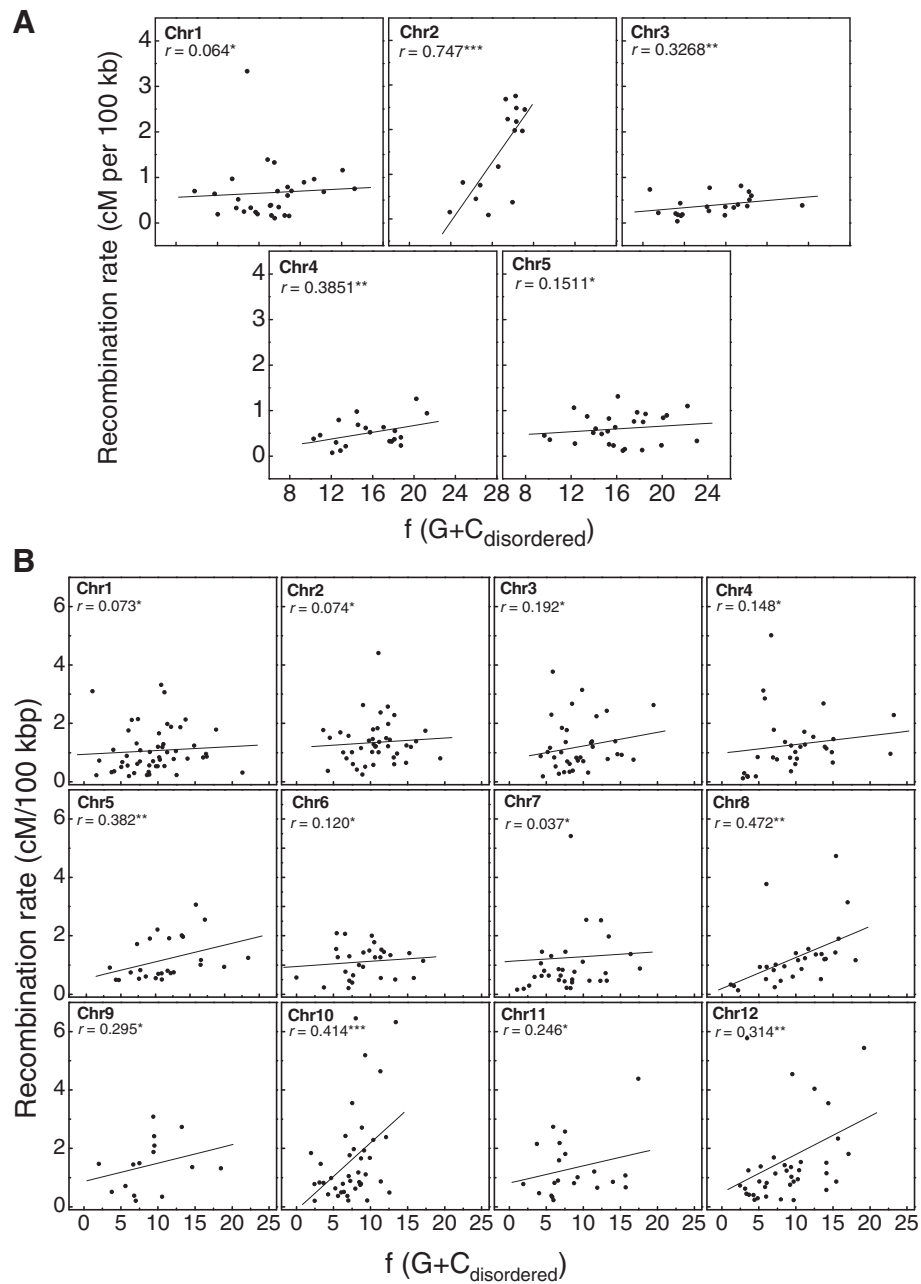 A
Recombination rate (cM per 100 kb)
Chr1
r = 0.064*
Chr2
r = 0.747***
Chr3
r = 0.3268**
4
3
2
1
0
Chr4
r = 0.3851**
Chr5
r = 0.1511*
4
3
2
1
0
8 12 16 20 24 28 8 12 16 20 24
f (G+Cdisordered)
B
Recombination rate (cM/100 kbp)
Chr1
r = 0.073*
Chr2
r = 0.074*
Chr3
r = 0.192*
Chr4
r = 0.148*
6
4
2
0
Chr5
r = 0.382**
Chr6
r = 0.120*
Chr7
r = 0.037*
Chr8
r = 0.472**
6
4
2
0
Chr9
r = 0.295*
Chr10
r = 0.414***
Chr11
r = 0.246*
Chr12
r = 0.314**
6
4
2
0
0 5 10 15 20 25 0 5 10 15 20 25 0 5 10 15 20 25 0 5 10 15 20 25
f (G+Cdisordered)